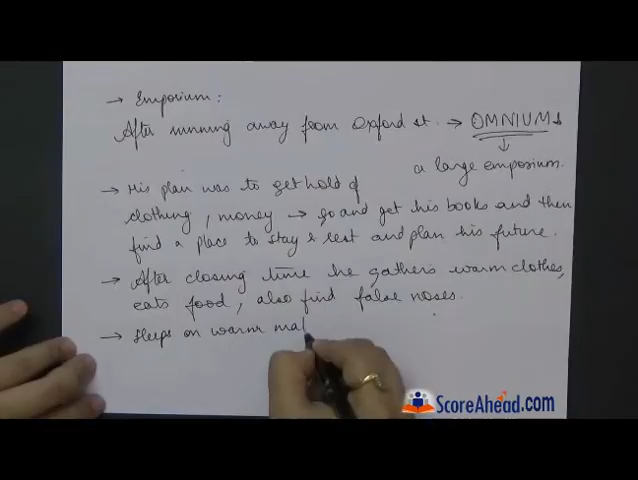 → Emporium :
After running away from Oxford st. → OMNIUMs
↓
a large emporium.
→ His plan was to get hold of
clothing, money → go and get his books and then
find a place to stay & rest and plan his future.
→ After closing time he gathers warm clothes,
eats food, also find false noses.
→ Sleeps on warm mat
ScoreAhead.com